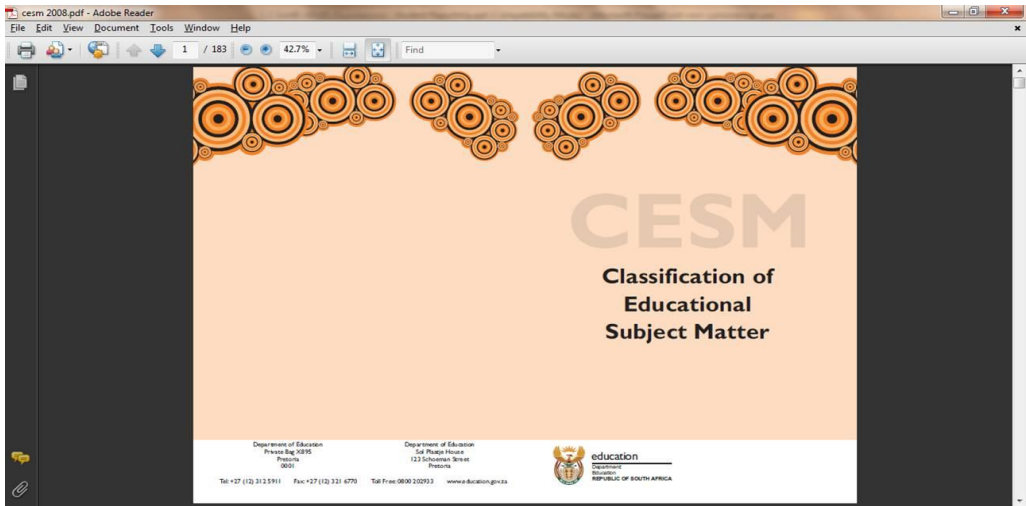 cesm 2008.pdf - Adobe Reader
File Edit View Document Tools Window Help
1 / 183 42.7% Find
CESM
Classification of
Educational
Subject Matter
Department of Education
Private Bag X895
Pretoria
0001
Department of Education
Sol Plaatje House
123 Schoeman Street
Pretoria
Tel: +27 (12) 312 5911 Fax: +27 (12) 321 6770 Toll Free: 0800 202933 www.education.gov.za
education
Department
Education
REPUBLIC OF SOUTH AFRICA